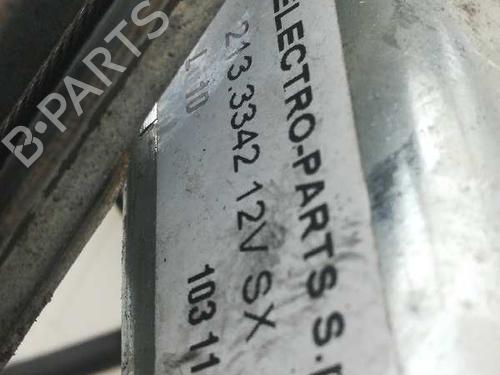 ELECTRO-PARTS S.
213.3342 12V SX
103 11
B-PARTS